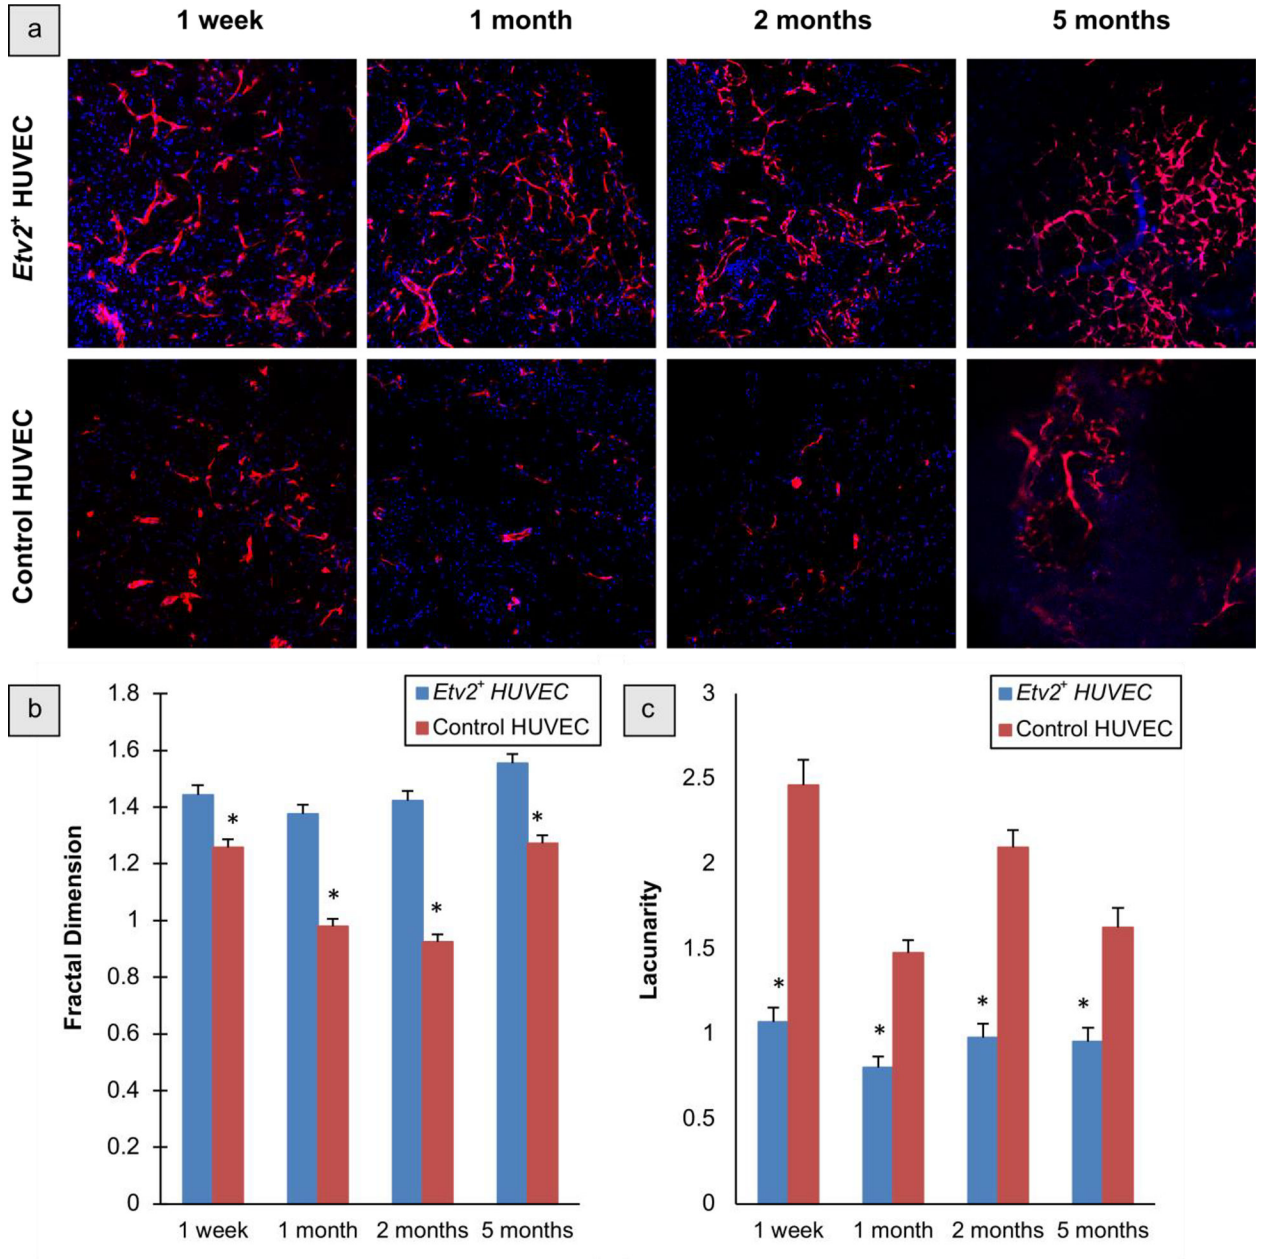 a
1 week
1 month
2 months
5 months
Etv2+ HUVEC
Control HUVEC
b
Fractal Dimension
1.8
1.6
1.4
1.2
1
0.8
0.6
0.4
0.2
0
Etv2+ HUVEC
Control HUVEC
*
*
*
*
1 week
1 month
2 months
5 months
c
Lacunarity
3
2.5
2
1.5
1
0.5
0
Etv2+ HUVEC
Control HUVEC
*
*
*
*
1 week
1 month
2 months
5 months